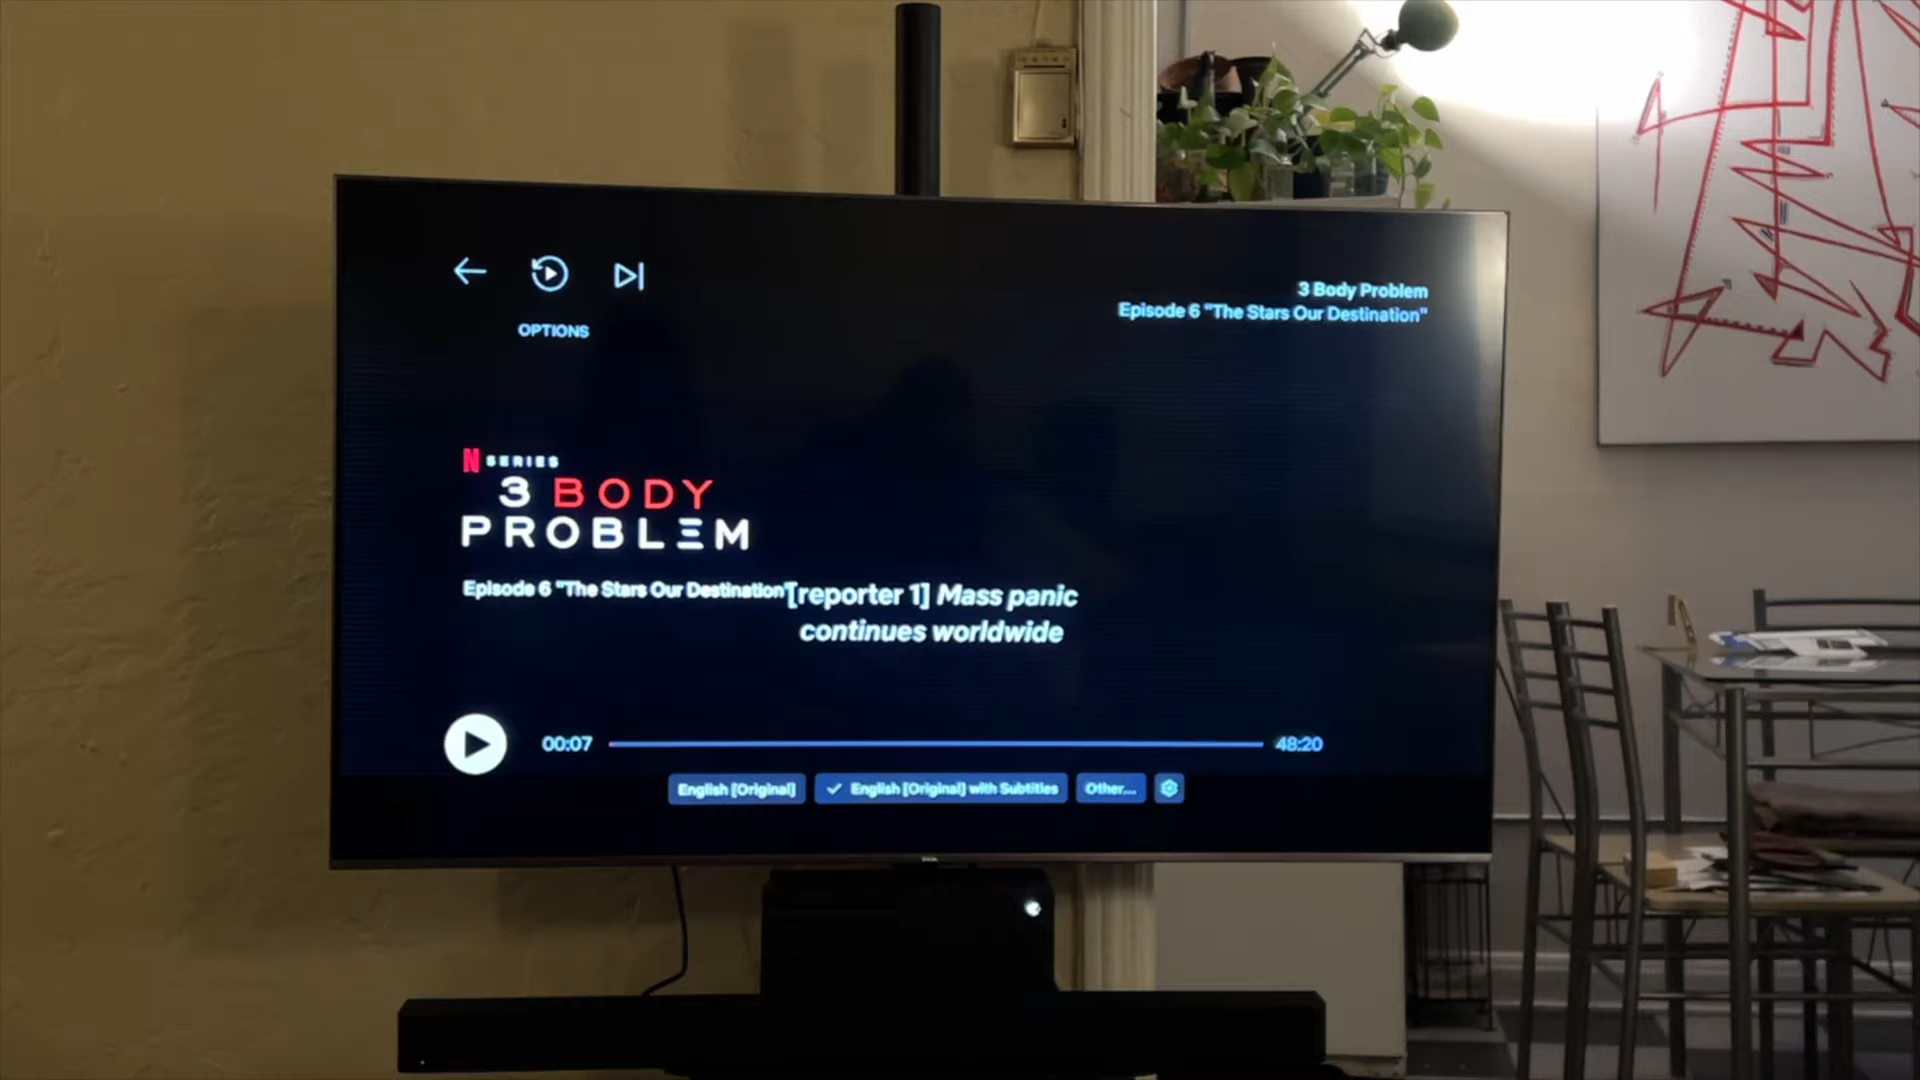 3 Body Problem
Episode 6 "The Stars Our Destination"
OPTIONS
N SERIES
3 BODY
PROBLEM
Episode 6 "The Stars Our Destination"
[reporter 1] Mass panic
continues worldwide
00:07
48:20
English [Original]
✓ English [Original] with Subtitles
Other...